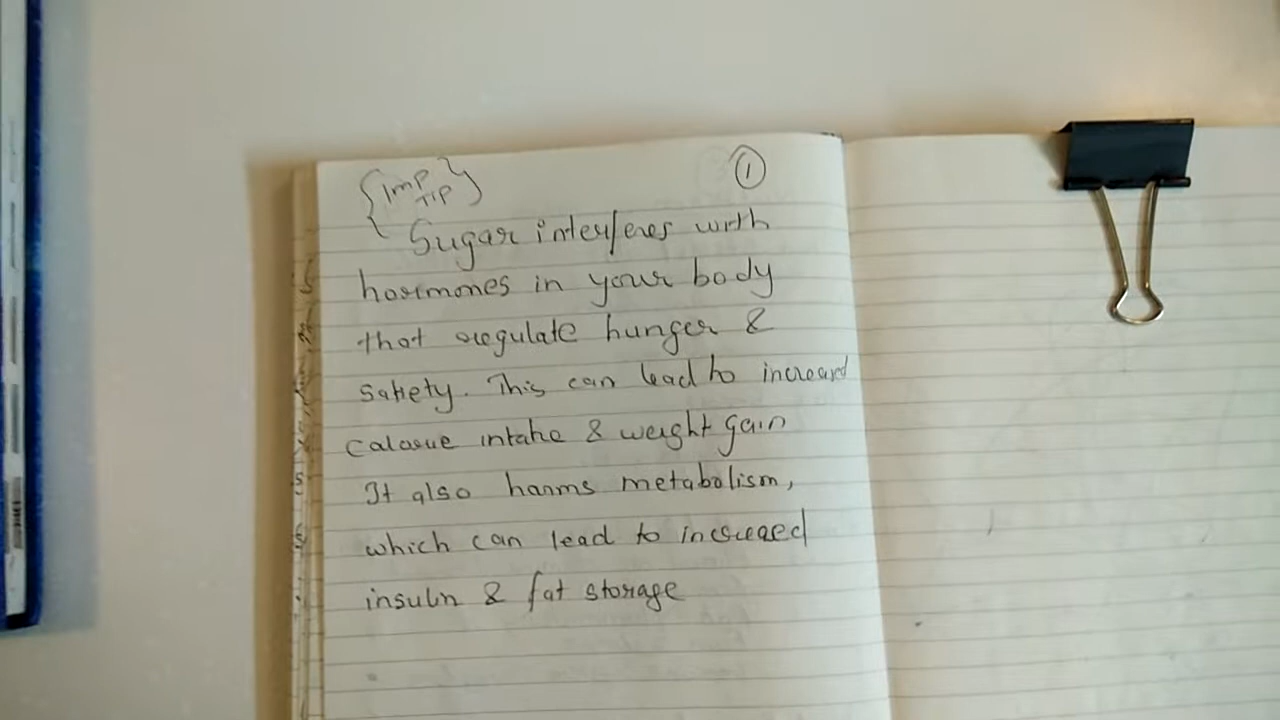 {Imp TIP}
①
Sugar interferes with
hormones in your body
that regulate hunger &
satiety. This can lead to increased
calorie intake & weight gain
It also harms metabolism,
which can lead to increased
insulin & fat storage